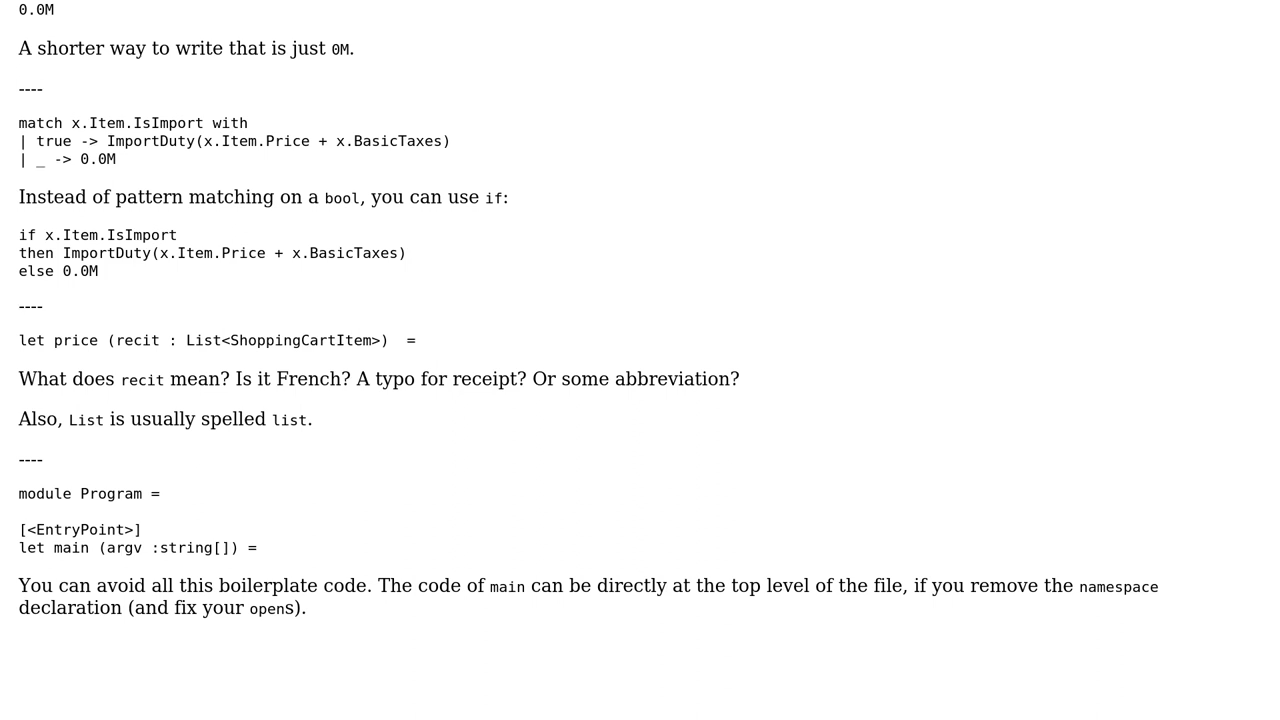 0.0M
A shorter way to write that is just 0M.
----
match x.Item.IsImport with
| true -> ImportDuty(x.Item.Price + x.BasicTaxes)
| _ -> 0.0M
Instead of pattern matching on a bool, you can use if:
if x.Item.IsImport
then ImportDuty(x.Item.Price + x.BasicTaxes)
else 0.0M
----
let price (recit : List<ShoppingCartItem>)  =
What does recit mean? Is it French? A typo for receipt? Or some abbreviation?
Also, List is usually spelled list.
----
module Program =
[<EntryPoint>]
let main (argv :string[]) =
You can avoid all this boilerplate code. The code of main can be directly at the top level of the file, if you remove the namespace
declaration (and fix your opens).